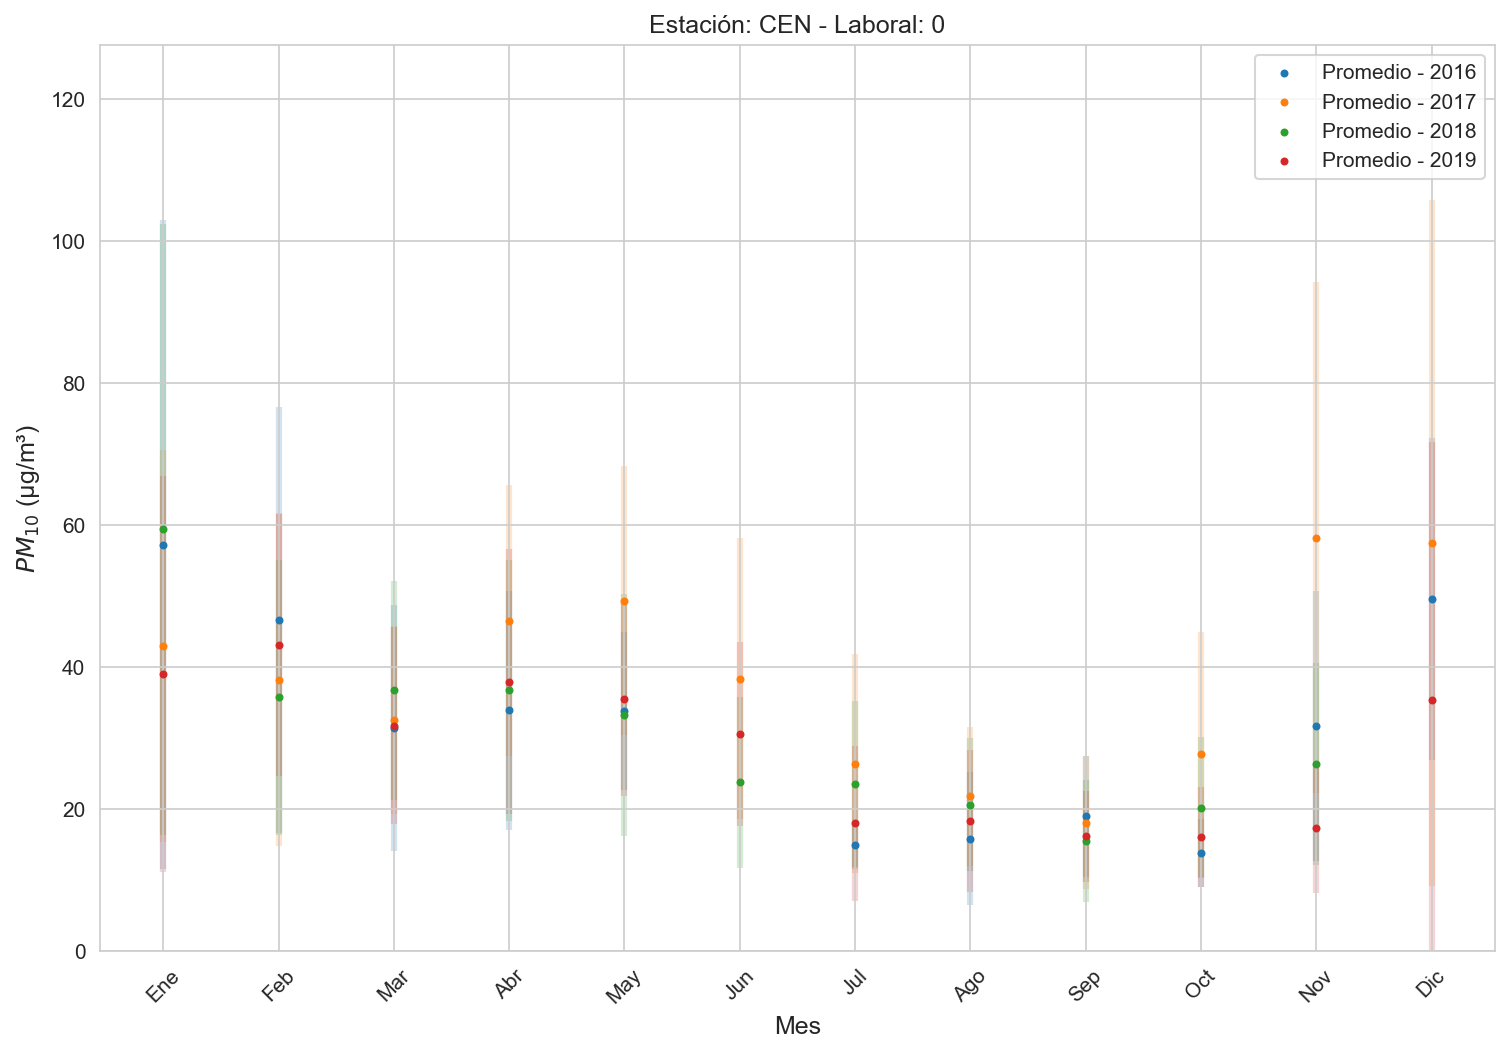 Estación: CEN - Laboral: 0
Promedio - 2016
Promedio - 2017
Promedio - 2018
Promedio - 2019
120
100
80
60
40
20
0
PM₁₀ (µg/m³)
Ene Feb Mar Abr May Jun Jul Ago Sep Oct Nov Dic
Mes